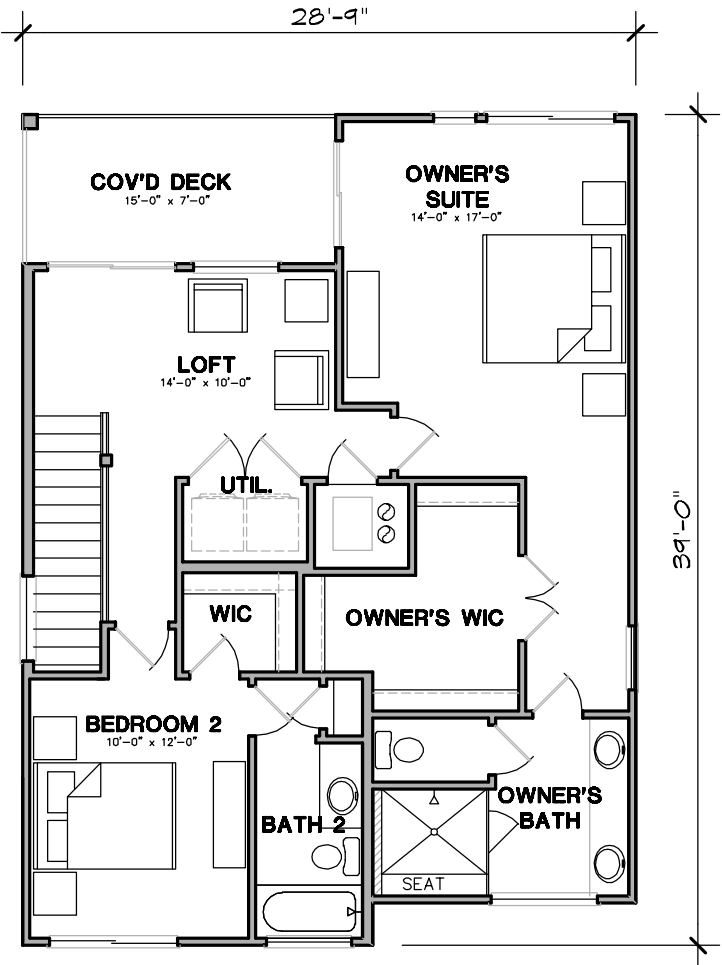 28'-9"
COV'D DECK
15'-0" x 7'-0"
OWNER'S
SUITE
14'-0" x 17'-0"
LOFT
14'-0" x 10'-0"
UTIL.
39'-0"
WIC
OWNER'S WIC
BEDROOM 2
10'-0" x 12'-0"
OWNER'S
BATH
BATH 2
SEAT